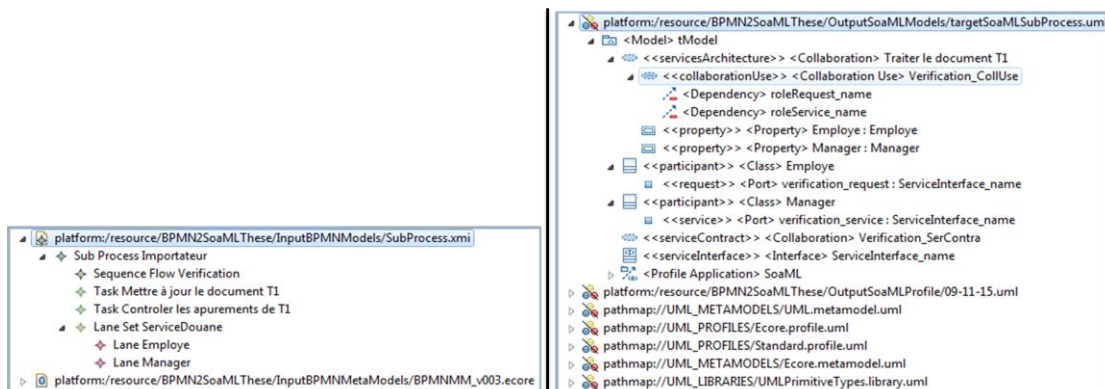 platform:/resource/BPMN2SoaMLThese/InputBPMNModels/SubProcess.xmi
Sub Process Importateur
Sequence Flow Verification
Task Mettre à jour le document T1
Task Controler les apurements de T1
Lane Set ServiceDouane
Lane Employe
Lane Manager
platform:/resource/BPMN2SoaMLThese/InputBPMNMetaModels/BPMNMM_v003.ecore
platform:/resource/BPMN2SoaMLThese/OutputSoaMLModels/targetSoaMLSubProcess.uml
<Model> tModel
<<servicesArchitecture>> <Collaboration> Traiter le document T1
<<collaborationUse>> <Collaboration Use> Verification_CollUse
<Dependency> roleRequest_name
<Dependency> roleService_name
<<property>> <Property> Employe : Employe
<<property>> <Property> Manager : Manager
<<participant>> <Class> Employe
<<request>> <Port> verification_request : ServiceInterface_name
<<participant>> <Class> Manager
<<service>> <Port> verification_service : ServiceInterface_name
<<serviceContract>> <Collaboration> Verification_SerContra
<<serviceInterface>> <Interface> ServiceInterface_name
<Profile Application> SoaML
platform:/resource/BPMN2SoaMLThese/OutputSoaMLProfile/09-11-15.uml
pathmap://UML_METAMODELS/UML.metamodel.uml
pathmap://UML_PROFILES/Ecore.profile.uml
pathmap://UML_PROFILES/Standard.profile.uml
pathmap://UML_METAMODELS/Ecore.metamodel.uml
pathmap://UML_LIBRARIES/UMLPrimitiveTypes.library.uml